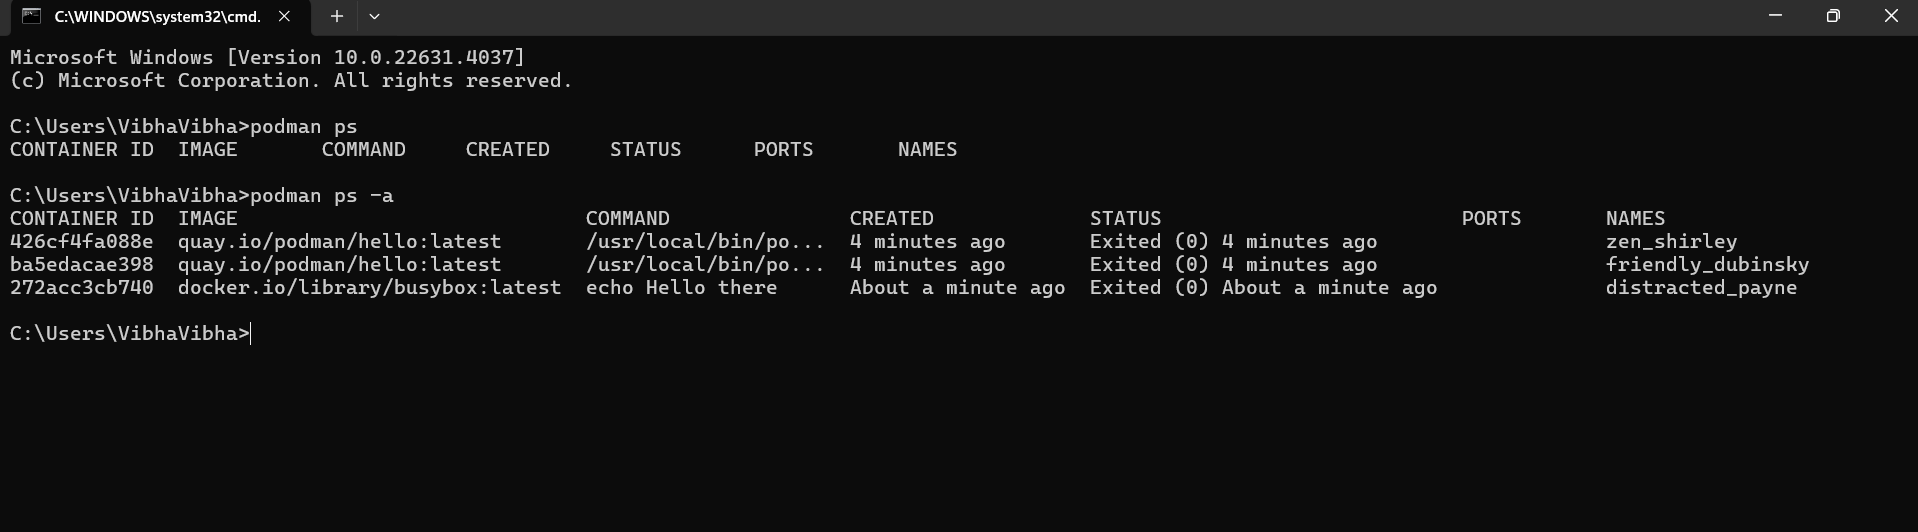 C:\WINDOWS\system32\cmd.
Microsoft Windows [Version 10.0.22631.4037]
(c) Microsoft Corporation. All rights reserved.
C:\Users\VibhaVibha>podman ps
CONTAINER ID  IMAGE       COMMAND     CREATED     STATUS      PORTS       NAMES
C:\Users\VibhaVibha>podman ps -a
CONTAINER ID  IMAGE                             COMMAND               CREATED             STATUS                         PORTS       NAMES
426cf4fa088e  quay.io/podman/hello:latest       /usr/local/bin/po...  4 minutes ago       Exited (0) 4 minutes ago                   zen_shirley
ba5edacae398  quay.io/podman/hello:latest       /usr/local/bin/po...  4 minutes ago       Exited (0) 4 minutes ago                   friendly_dubinsky
272acc3cb740  docker.io/library/busybox:latest  echo Hello there      About a minute ago  Exited (0) About a minute ago              distracted_payne
C:\Users\VibhaVibha>